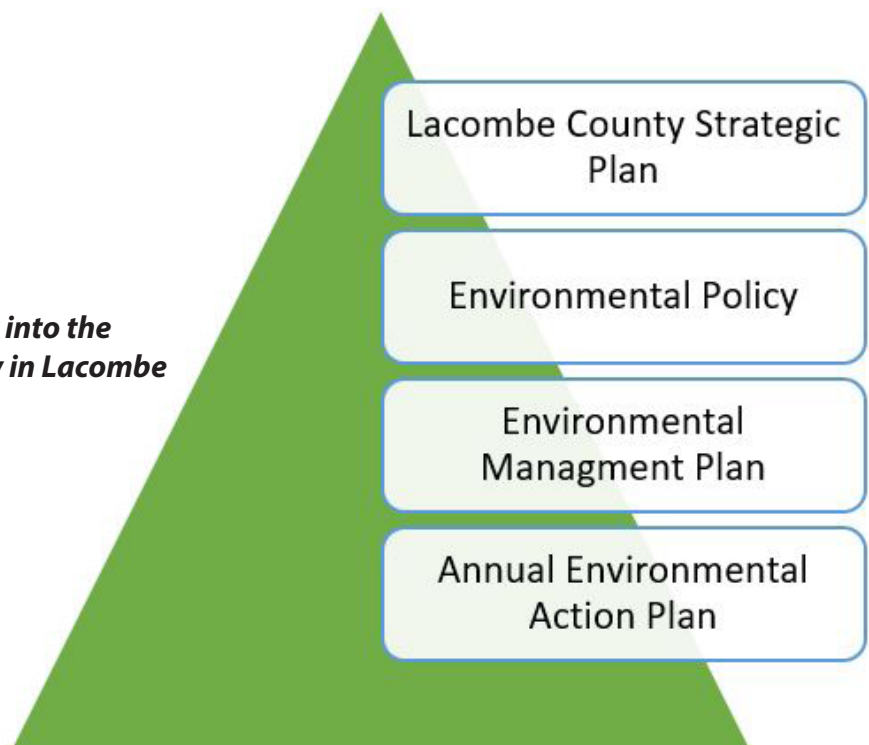 Lacombe County Strategic
Plan
Environmental Policy
into the
in Lacombe
Environmental
Managment Plan
Annual Environmental
Action Plan